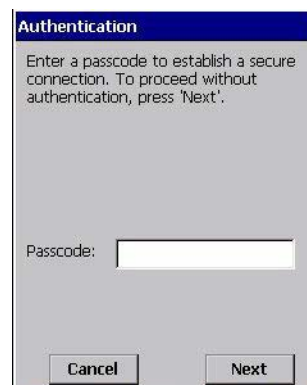 Authentication
Enter a passcode to establish a secure
connection. To proceed without
authentication, press 'Next'.
Passcode:
Cancel
Next